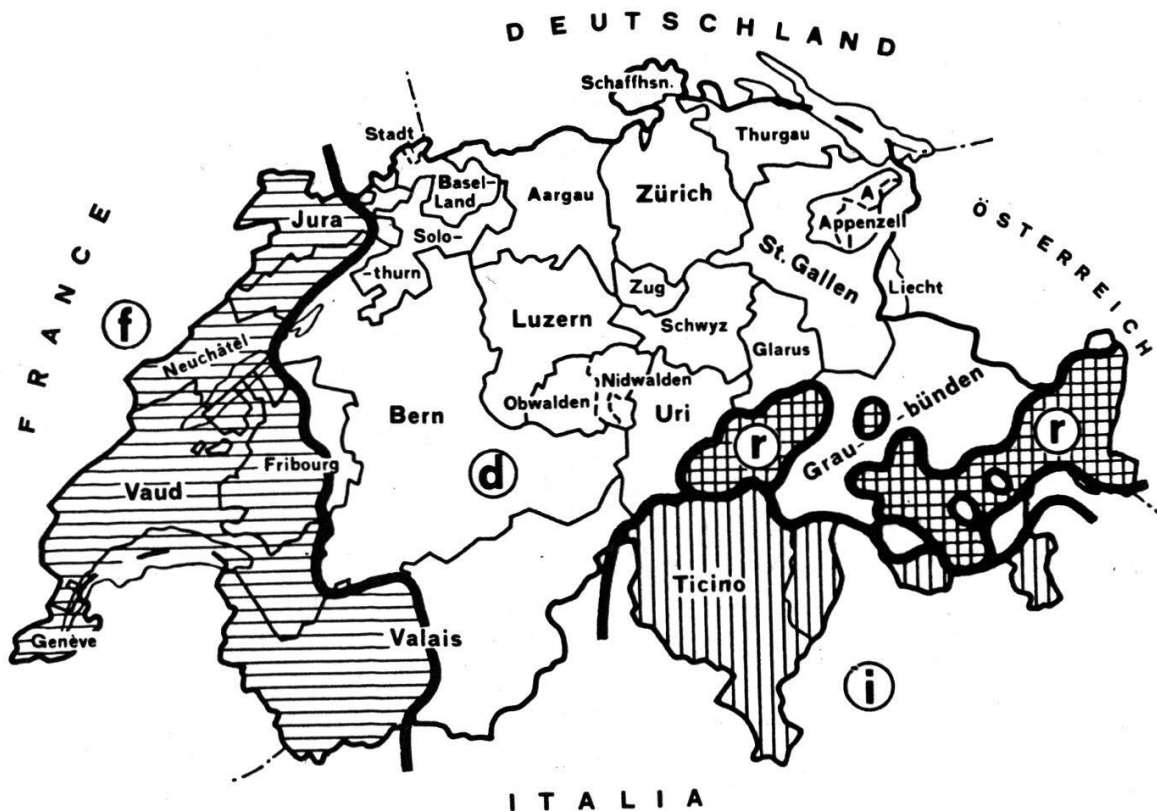 DEUTSCHLAND
Schaffhsn.
Stadt
Thurgau
Basel-
Land
Aargau
Zürich
A
Appenzell
I
Jura
Solo-
-thurn
St. Gallen
ÖSTERREICH
FRANCE
f
Zug
Liecht
Luzern
Schwyz
Glarus
Neuchâtel
Nidwalden
Obwalden
Uri
Bern
Grau-
-bünden
r
r
Fribourg
d
Vaud
Ticino
Genève
Valais
i
ITALIA